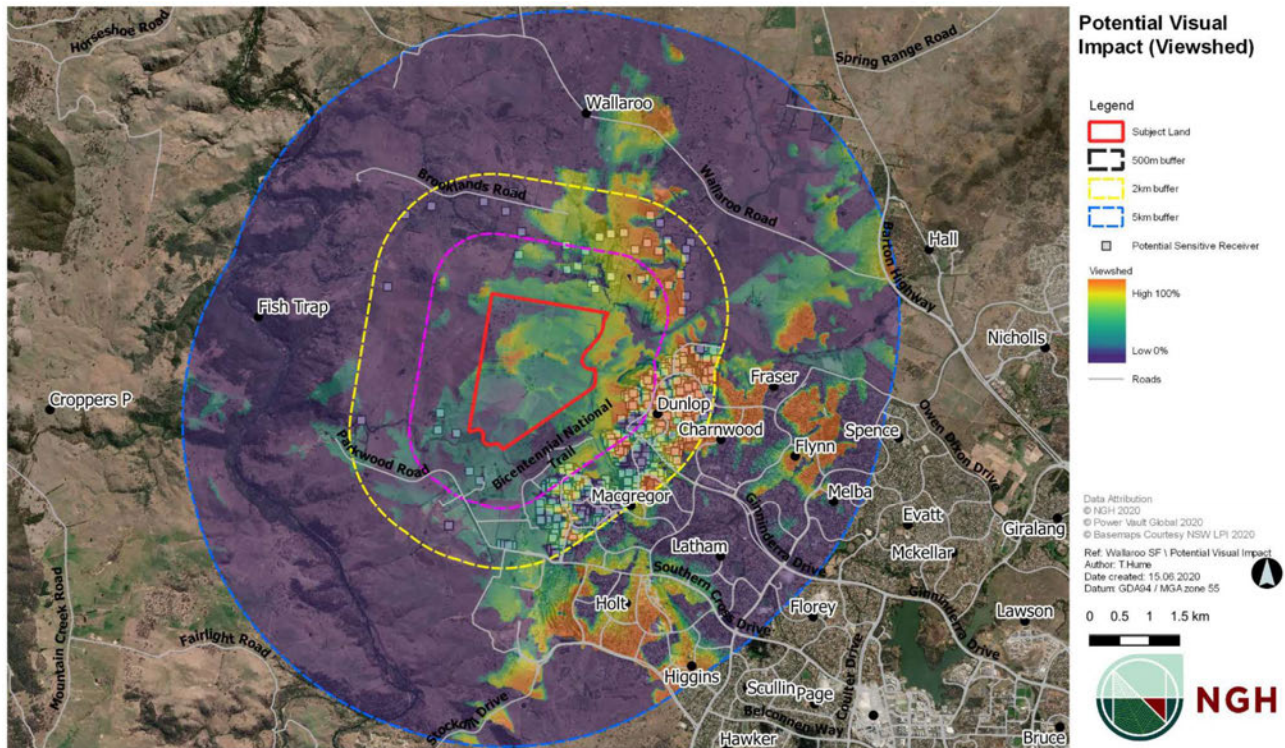 Potential Visual
Impact (Viewshed)
Legend
Subject Land
500m buffer
2km buffer
5km buffer
Potential Sensitive Receiver
Viewshed
High 100%
Low 0%
Roads
Data Attribution
© NGH 2020
© Power Vault Global 2020
© Basemaps Courtesy NSW LPI 2020
Ref: Wallaroo SF \ Potential Visual Impact
Author: T.Hume
Date created: 15.06.2020
Datum: GDA94 / MGA zone 55
0 0.5 1 1.5 km
NGH
Horseshoe Road
Spring Range Road
Wallaroo
Brooklands Road
Wallaroo Road
Barton Highway
Hall
Fish Trap
Nicholls
Croppers P
Fraser
Dunlop
Charnwood
Owen Dixon Drive
Spence
Flynn
Bicentennial National
Trail
Parkwood Road
Melba
Macgregor
Evatt
Giralang
Ginninderra Drive
Latham
Mckellar
Southern Cross Drive
Holt
Florey
Ginninderra Drive
Lawson
Mountain Creek Road
Fairlight Road
Higgins
Scullin
Page
Coulter Drive
Stockdill Drive
Belconnen Way
Hawker
Bruce